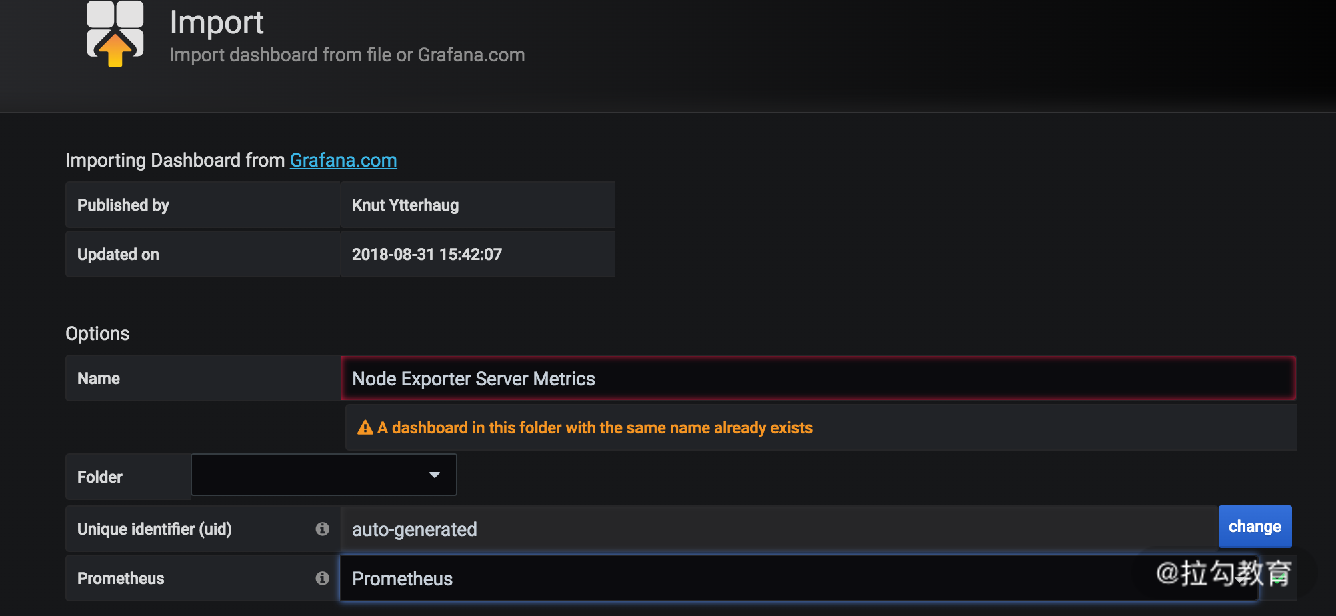 Import
Import dashboard from file or Grafana.com
Importing Dashboard from Grafana.com
Published by Knut Ytterhaug
Updated on 2018-08-31 15:42:07
Options
Name Node Exporter Server Metrics
A dashboard in this folder with the same name already exists
Folder
Unique identifier (uid) auto-generated change
Prometheus Prometheus
@拉勾教育